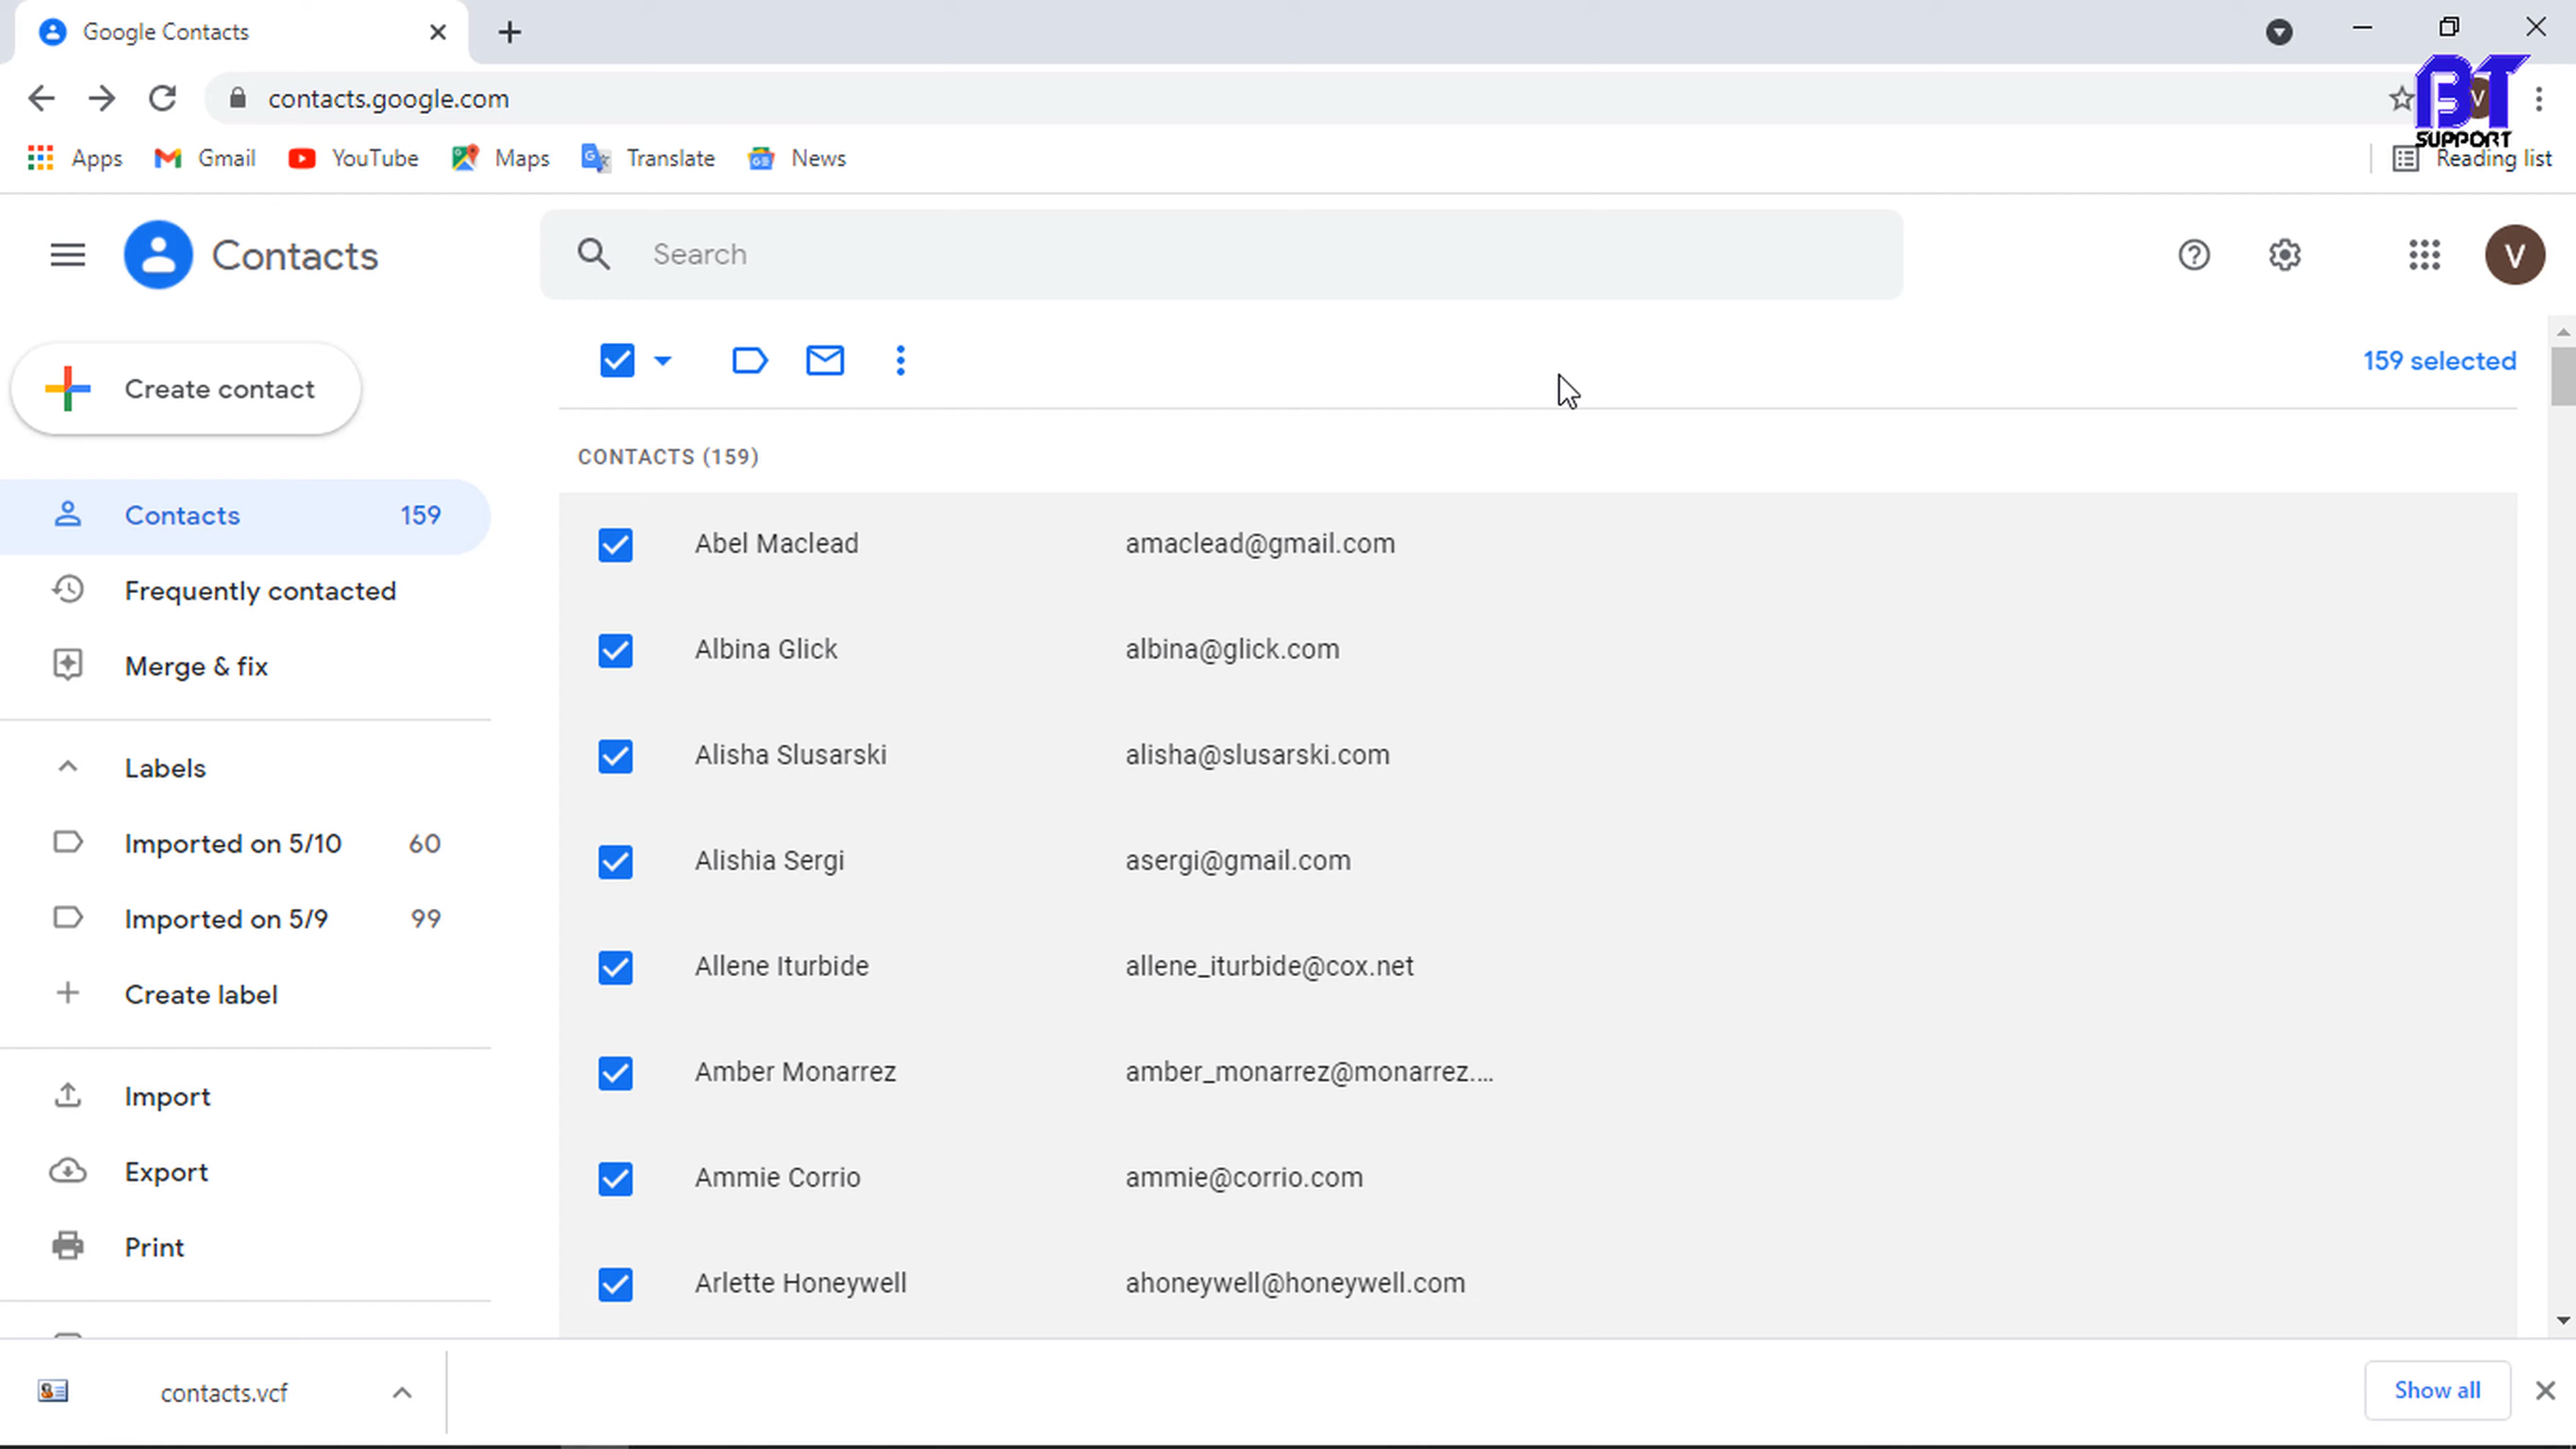 Google Contacts
contacts.google.com
BT
SUPPORT
V
Apps Gmail YouTube Maps Translate News Reading list
Contacts
Search
V
Create contact
159 selected
CONTACTS (159)
Contacts 159
Frequently contacted
Merge & fix
Labels
Imported on 5/10 60
Imported on 5/9 99
Create label
Import
Export
Print
Abel Maclead amaclead@gmail.com
Albina Glick albina@glick.com
Alisha Slusarski alisha@slusarski.com
Alishia Sergi asergi@gmail.com
Allene Iturbide allene_iturbide@cox.net
Amber Monarrez amber_monarrez@monarrez....
Ammie Corrio ammie@corrio.com
Arlette Honeywell ahoneywell@honeywell.com
contacts.vcf
Show all